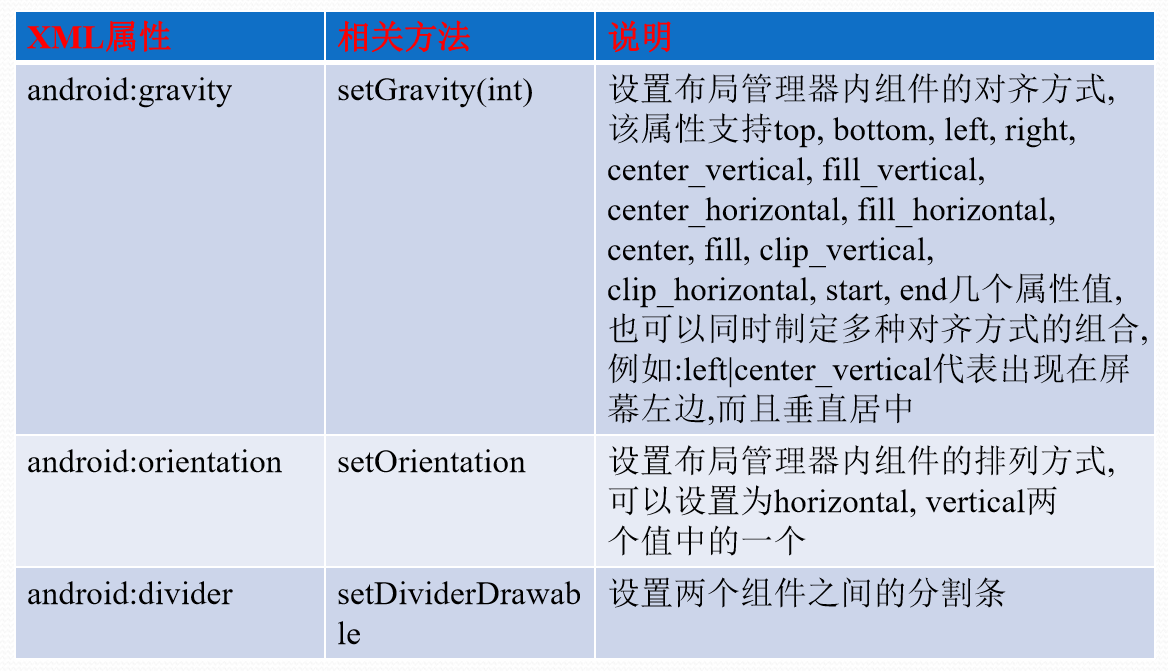 XML属性
相关方法
说明
android:gravity
setGravity(int)
设置布局管理器内组件的对齐方式,
该属性支持top, bottom, left, right,
center_vertical, fill_vertical,
center_horizontal, fill_horizontal,
center, fill, clip_vertical,
clip_horizontal, start, end几个属性值,
也可以同时制定多种对齐方式的组合,
例如:left|center_vertical代表出现在屏
幕左边,而且垂直居中
android:orientation
setOrientation
设置布局管理器内组件的排列方式,
可以设置为horizontal, vertical两
个值中的一个
android:divider
setDividerDrawab
le
设置两个组件之间的分割条